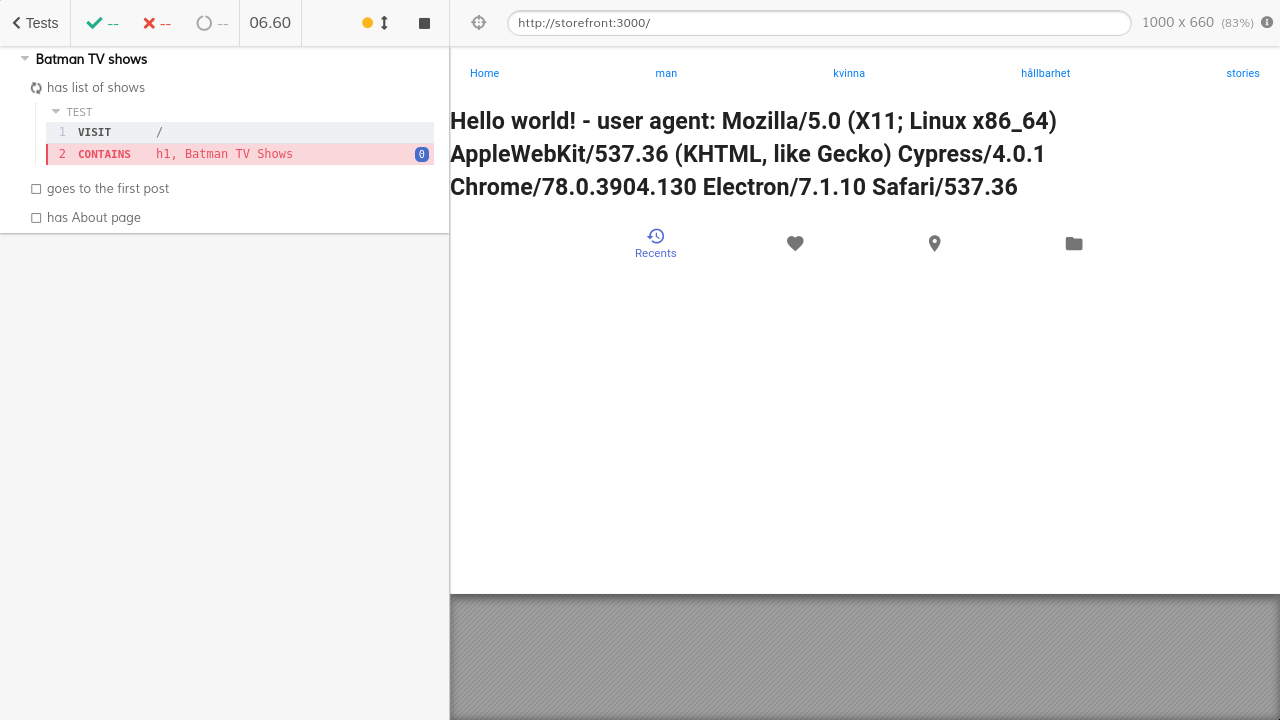 Tests
--
--
--
06.60
http://storefront:3000/
1000 x 660 (83%)
Batman TV shows
has list of shows
TEST
1 VISIT /
2 CONTAINS h1, Batman TV Shows 0
goes to the first post
has About page
Home man kvinna hållbarhet stories
Hello world! - user agent: Mozilla/5.0 (X11; Linux x86_64)
AppleWebKit/537.36 (KHTML, like Gecko) Cypress/4.0.1
Chrome/78.0.3904.130 Electron/7.1.10 Safari/537.36
Recents